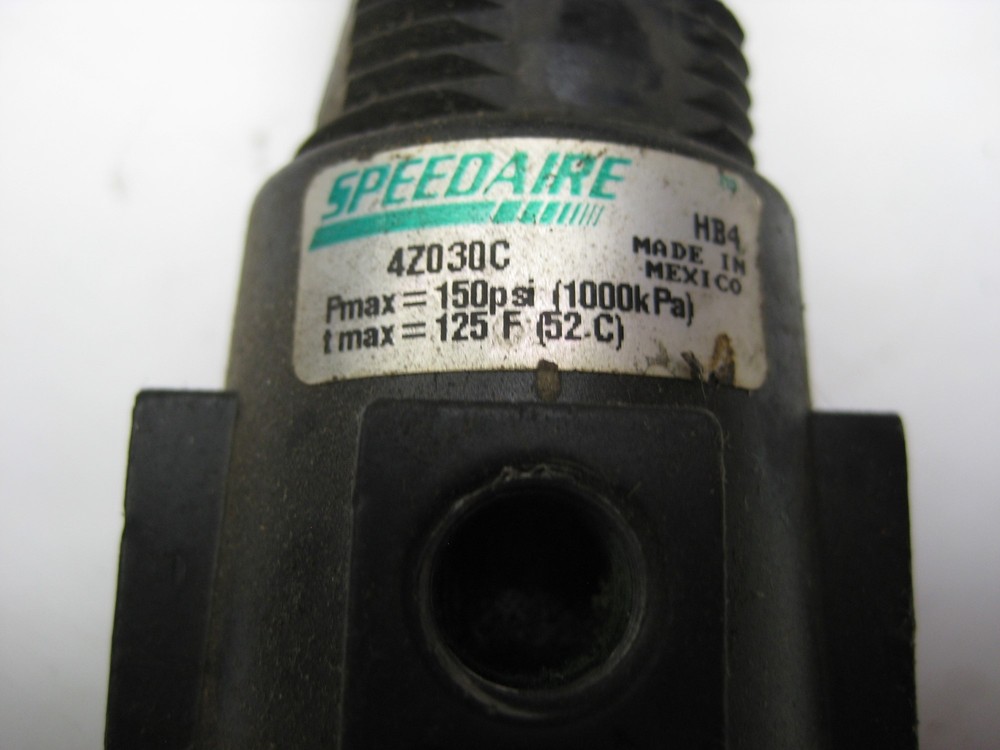 SPEEDAIRE
HB4
4Z030C
MADE IN
MEXICO
Pmax = 150psi (1000kPa)
t max = 125 F (52 C)